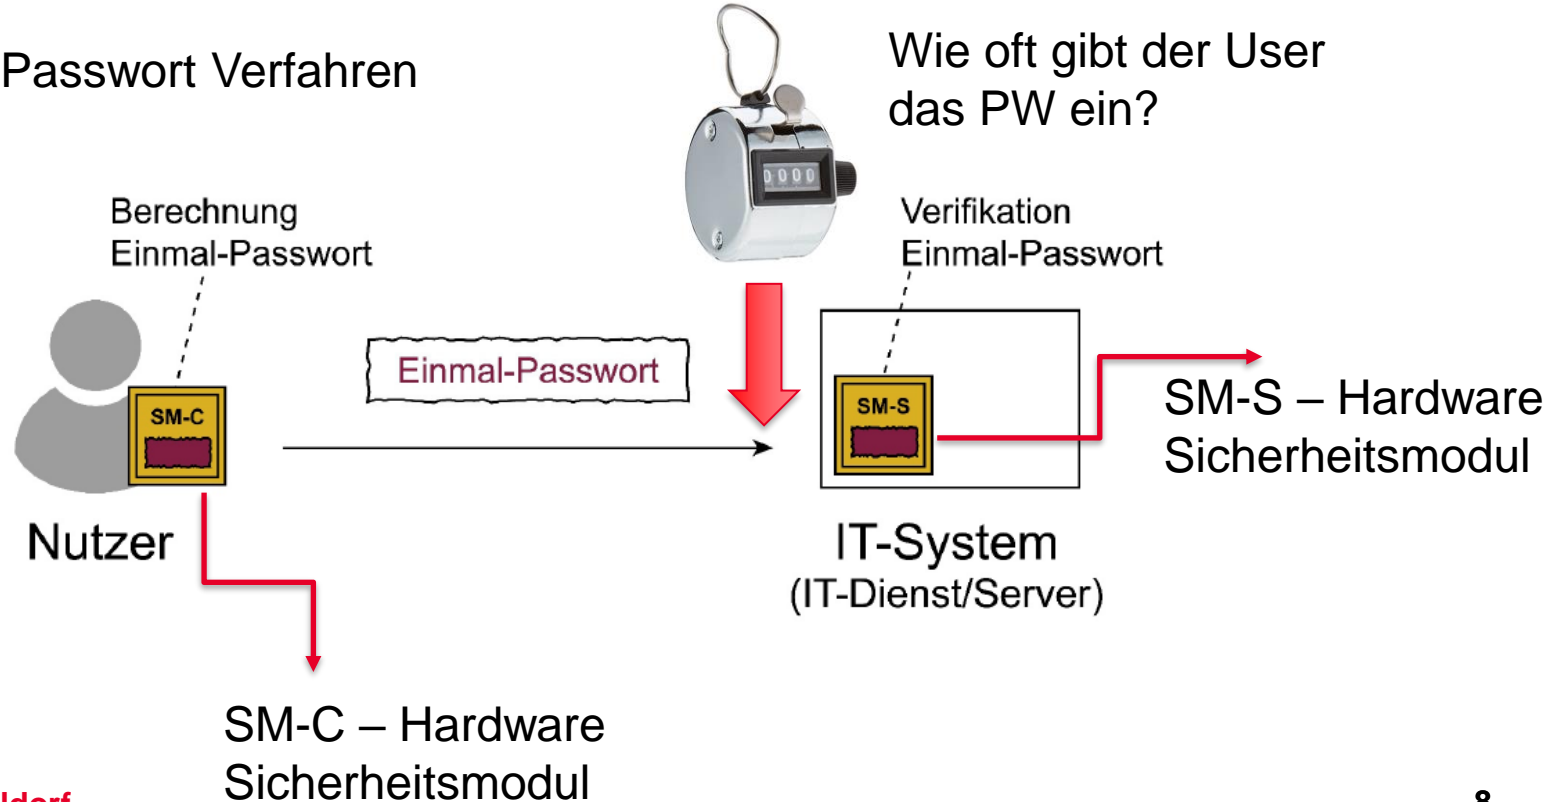 Passwort Verfahren
Wie oft gibt der User
das PW ein?
0000
Berechnung
Einmal-Passwort
Verifikation
Einmal-Passwort
Einmal-Passwort
SM-C
SM-S
SM-S – Hardware
Sicherheitsmodul
Nutzer
IT-System
(IT-Dienst/Server)
SM-C – Hardware
Sicherheitsmodul